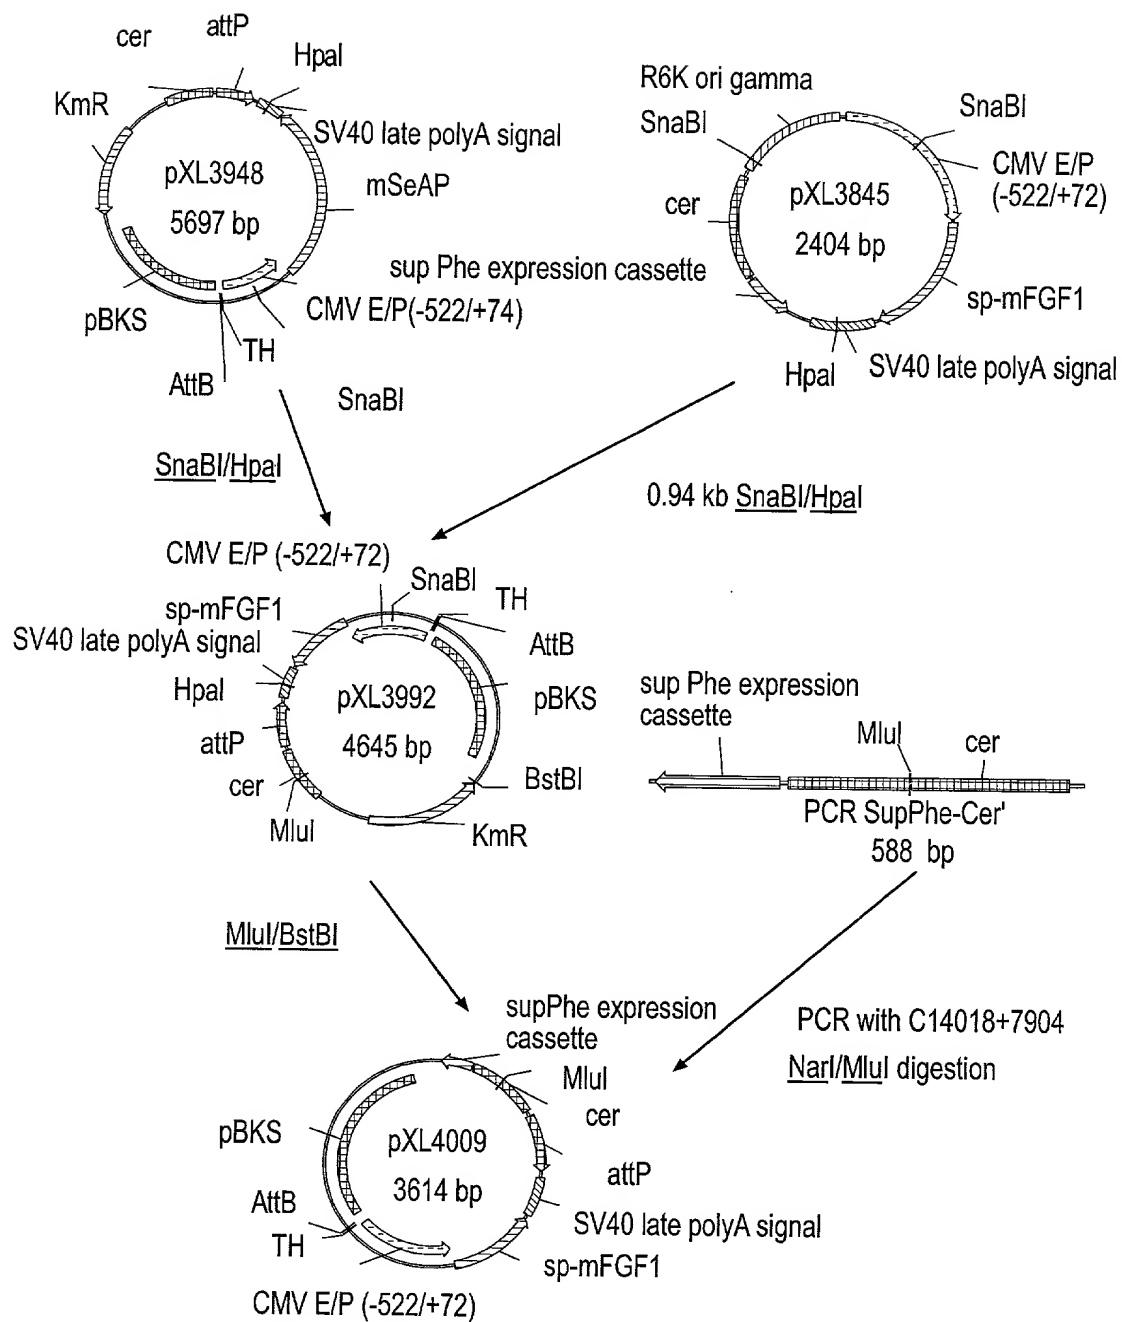 cer
attP
HpaI
KmR
SV40 late polyA signal
pXL3948
mSeAP
5697 bp
CMV E/P(-522/+74)
pBKS
TH
AttB
SnaBI
R6K ori gamma
SnaBI
SnaBI
CMV E/P
(-522/+72)
pXL3845
cer
2404 bp
sup Phe expression cassette
sp-mFGF1
HpaI
SV40 late polyA signal
SnaBI/HpaI
0.94 kb SnaBI/HpaI
CMV E/P (-522/+72)
SnaBI
TH
sp-mFGF1
SV40 late polyA signal
AttB
HpaI
pXL3992
pBKS
attP
4645 bp
cer
BstBI
MluI
KmR
sup Phe expression
cassette
MluI
cer
PCR SupPhe-Cer'
588 bp
MluI/BstBI
PCR with C14018+7904
NarI/MluI digestion
supPhe expression
cassette
MluI
cer
pBKS
pXL4009
attP
3614 bp
AttB
SV40 late polyA signal
TH
sp-mFGF1
CMV E/P (-522/+72)